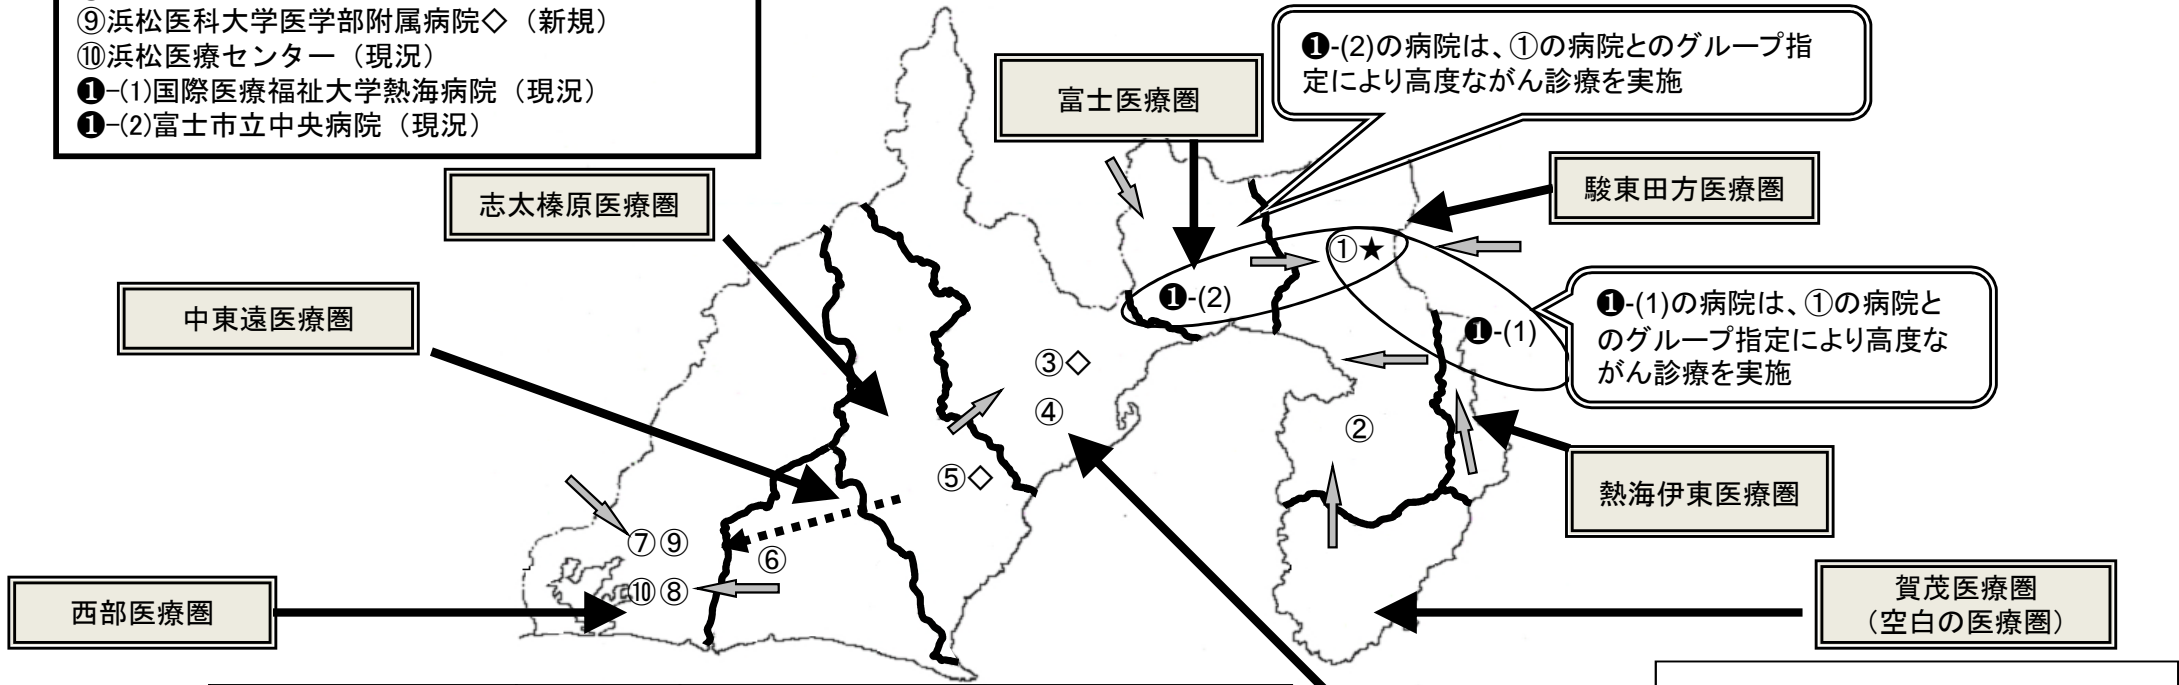 ⑨浜松医科大学医学部附属病院◇（新規）
⑩浜松医療センター（現況）
❶-(1)国際医療福祉大学熱海病院（現況）
❶-(2)富士市立中央病院（現況）
富士医療圏
❶-(2)の病院は、①の病院とのグループ指
定により高度ながん診療を実施
志太榛原医療圏
駿東田方医療圏
①★
❶-(2)
中東遠医療圏
❶-(1)の病院は、①の病院と
のグループ指定により高度な
がん診療を実施
❶-(1)
③◇
④
②
⑤◇
熱海伊東医療圏
⑦⑨
⑥
⑩⑧
西部医療圏
賀茂医療圏
（空白の医療圏）